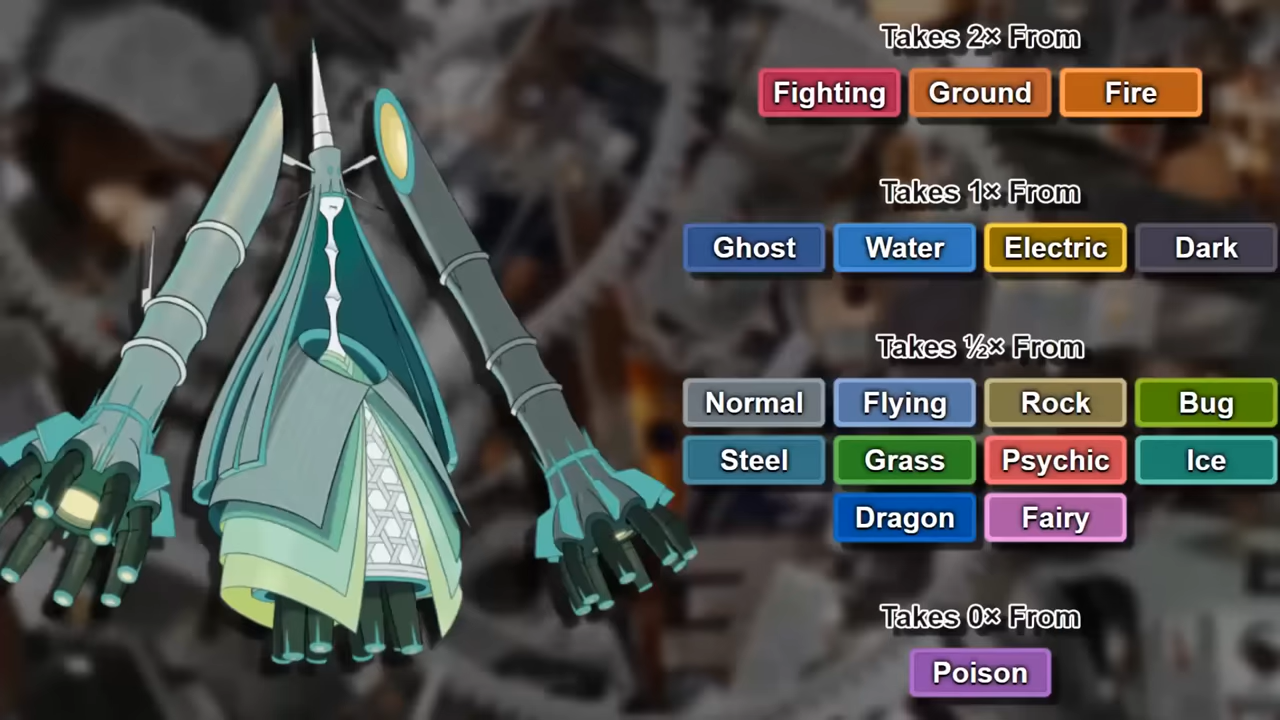 Takes 2× From
Fighting Ground Fire
Takes 1× From
Ghost Water Electric Dark
Takes ½× From
Normal Flying Rock Bug
Steel Grass Psychic Ice
Dragon Fairy
Takes 0× From
Poison